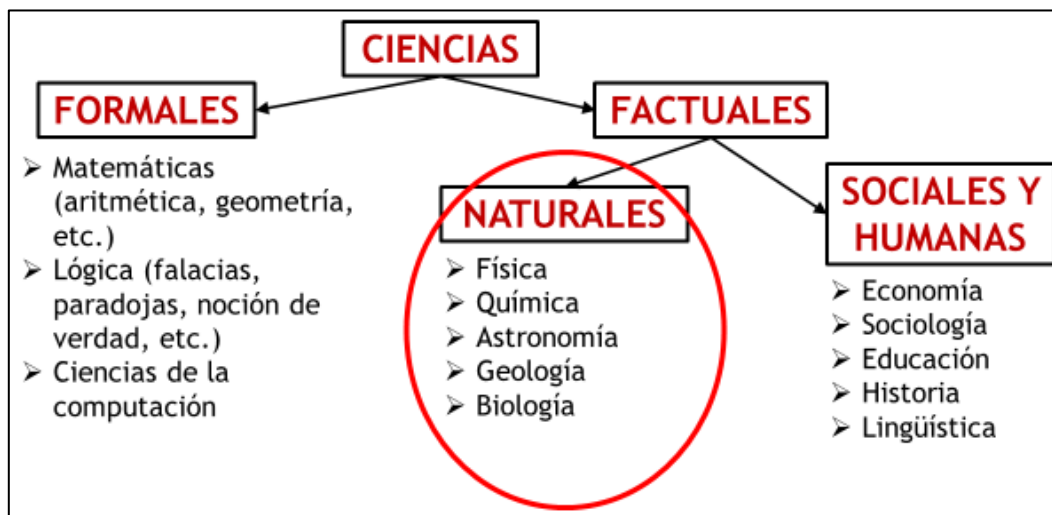 CIENCIAS
FORMALES
FACTUALES
➢ Matemáticas
(aritmética, geometría,
etc.)
➢ Lógica (falacias,
paradojas, noción de
verdad, etc.)
➢ Ciencias de la
computación
NATURALES
➢ Física
➢ Química
➢ Astronomía
➢ Geología
➢ Biología
SOCIALES Y
HUMANAS
➢ Economía
➢ Sociología
➢ Educación
➢ Historia
➢ Lingüística